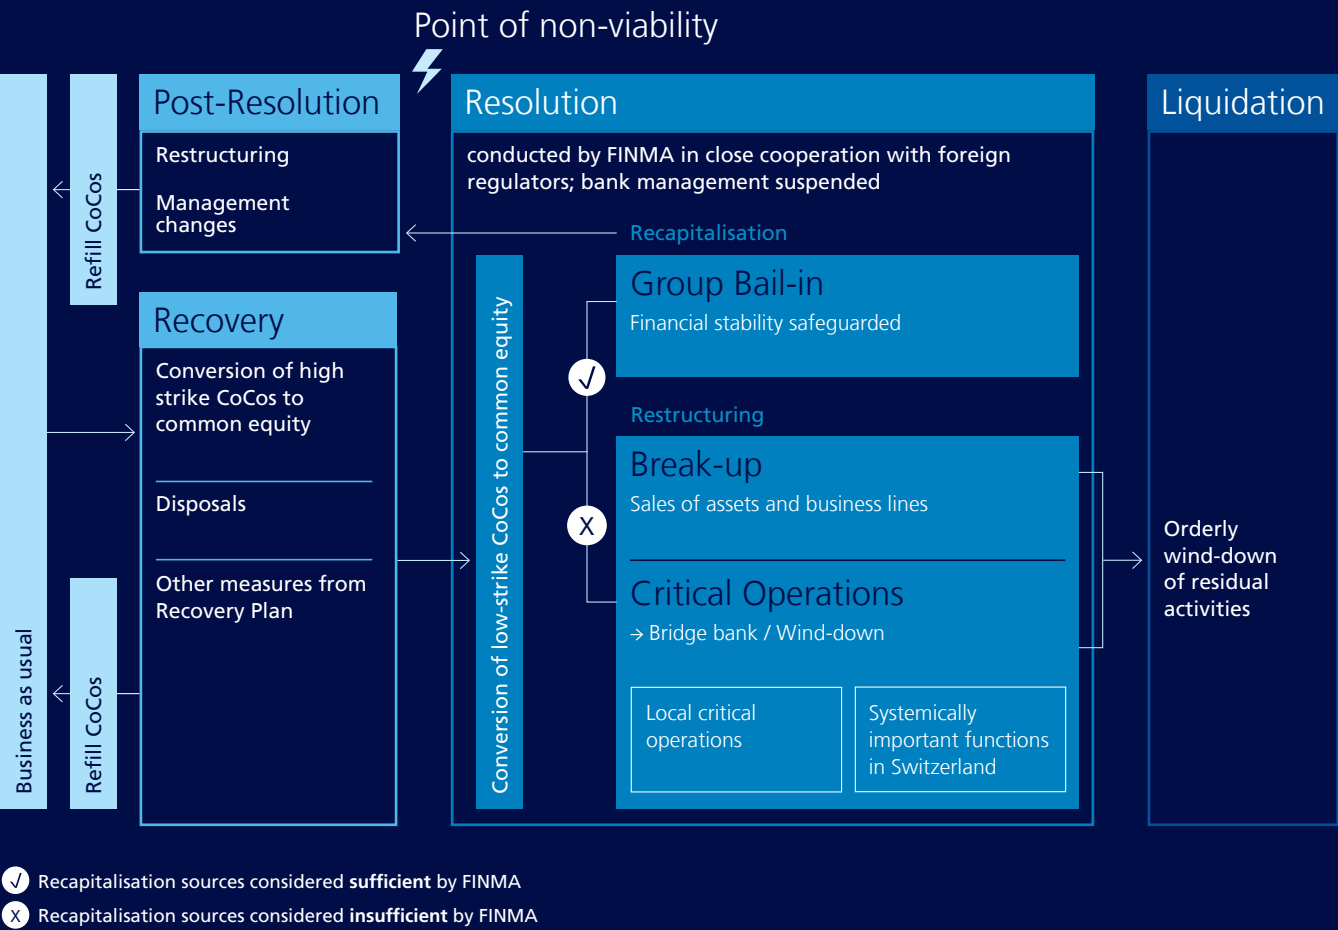 Point of non-viability
Business as usual
Refill CoCos
Post-Resolution
Restructuring
Management
changes
Refill CoCos
Recovery
Conversion of high
strike CoCos to
common equity
Disposals
Other measures from
Recovery Plan
Resolution
conducted by FINMA in close cooperation with foreign
regulators; bank management suspended
Conversion of low-strike CoCos to common equity
√
X
Recapitalisation
Group Bail-in
Financial stability safeguarded
Restructuring
Break-up
Sales of assets and business lines
Critical Operations
→ Bridge bank / Wind-down
Local critical
operations
Systemically
important functions
in Switzerland
Liquidation
Orderly
wind-down
of residual
activities
√ Recapitalisation sources considered sufficient by FINMA
X Recapitalisation sources considered insufficient by FINMA